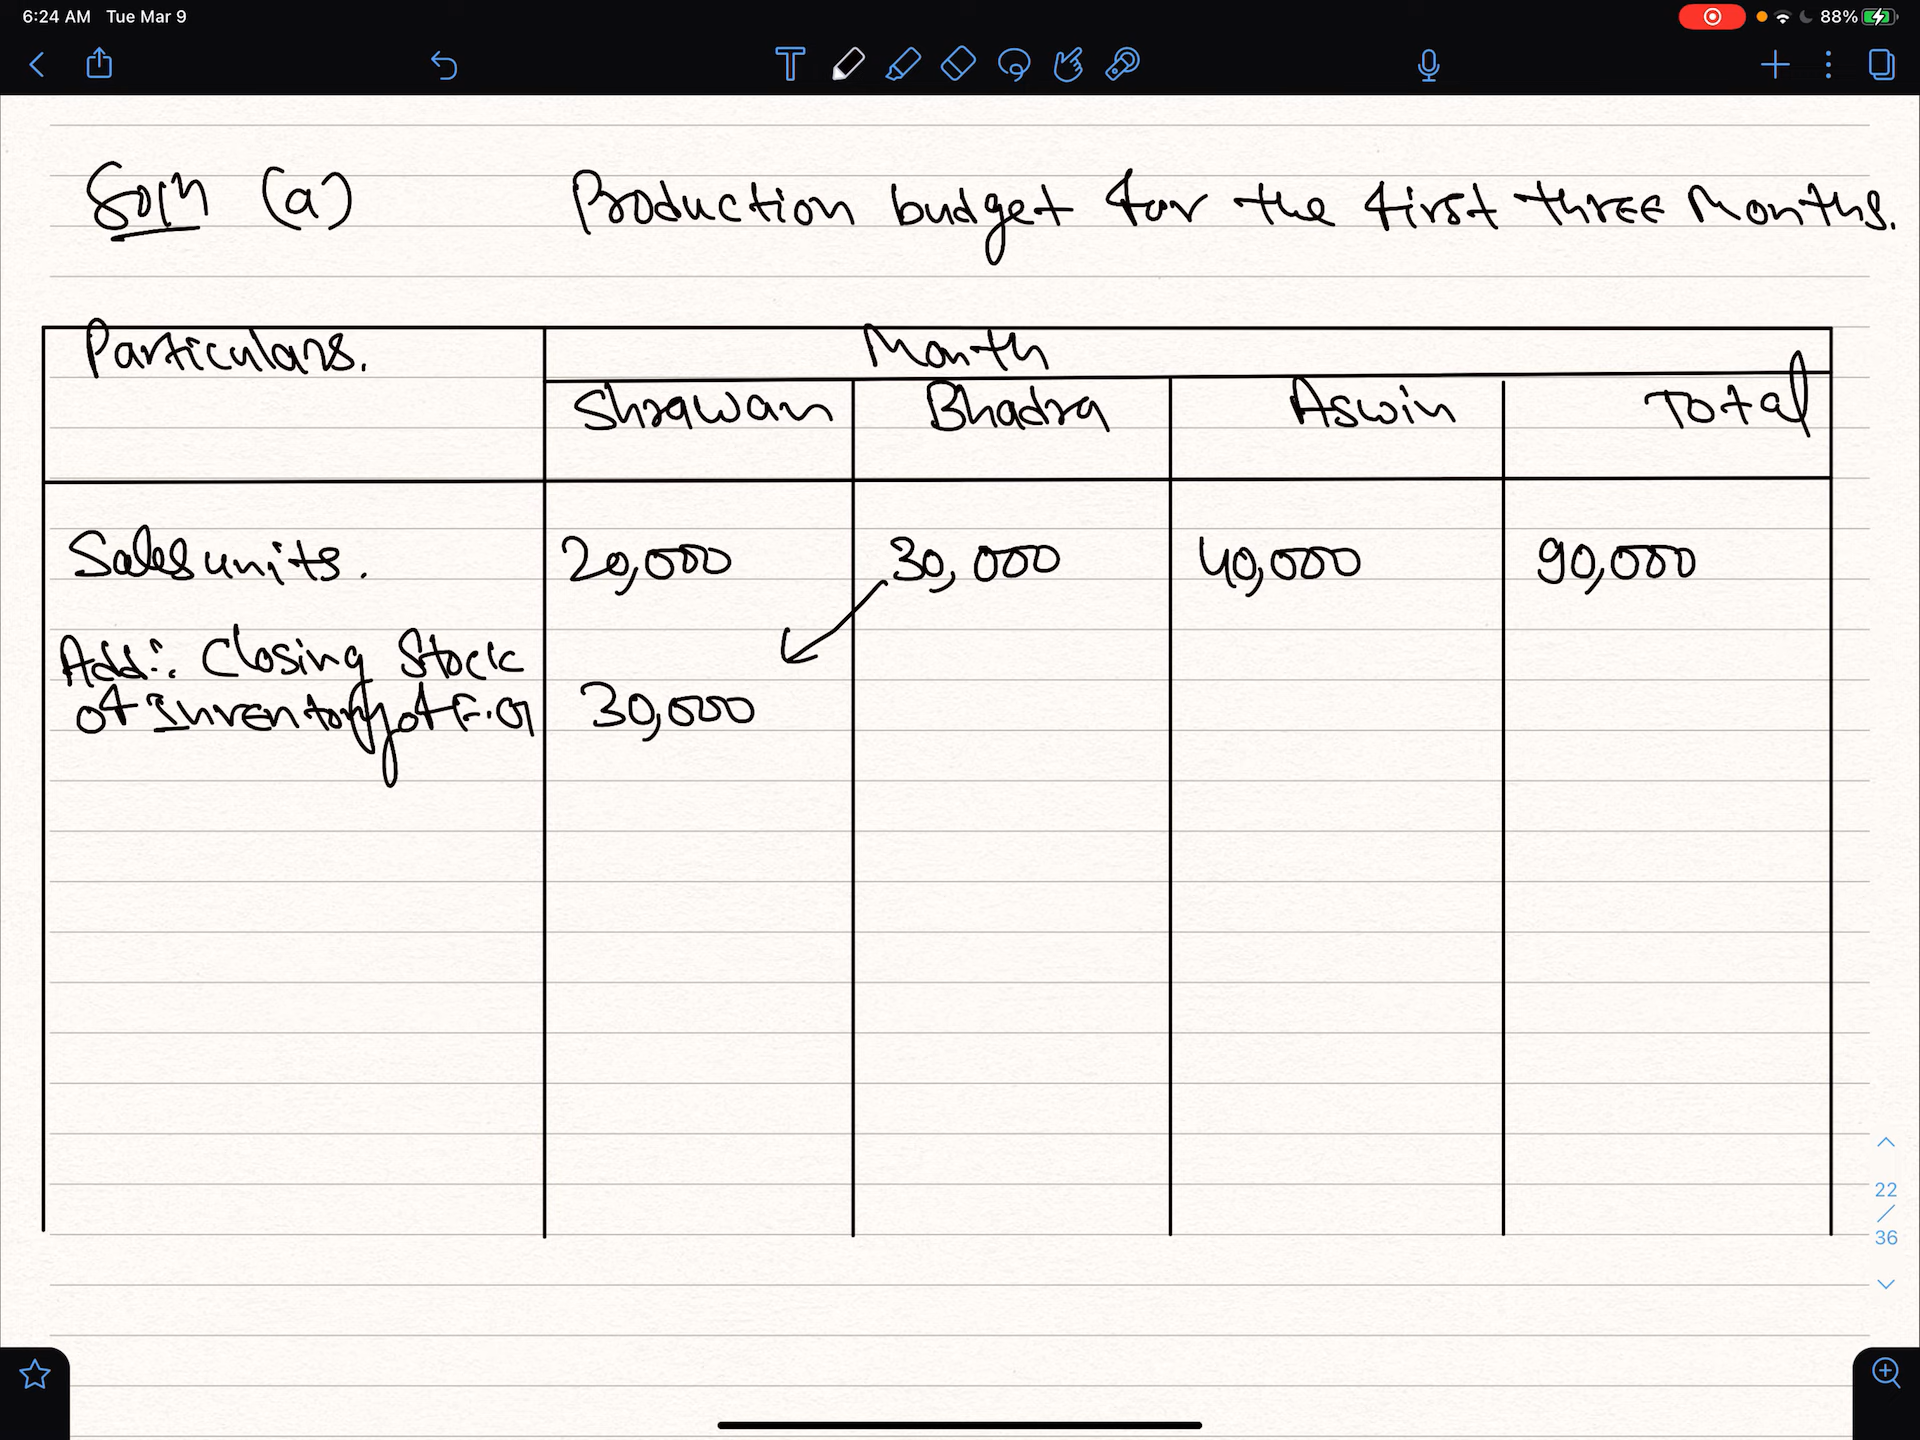 6:24 AM Tue Mar 9
88%
Soln (a) Production budget for the first three Months.
Particulars. Month
Shrawan Bhadra Aswin Total
Sales units. 20,000 30,000 40,000 90,000
Add:. Closing Stock
of Inventory of F.G 30,000
22
/
36